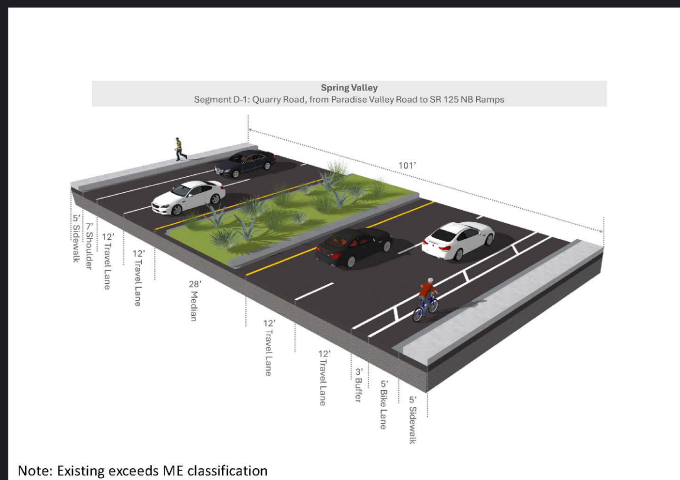 Spring Valley
Segment D-1: Quarry Road, from Paradise Valley Road to SR 125 NB Ramps
101'
5' Sidewalk
7' Shoulder
12' Travel Lane
12' Travel Lane
28' Median
12' Travel Lane
12' Travel Lane
3' Buffer
5' Bike Lane
5' Sidewalk
Note: Existing exceeds ME classification